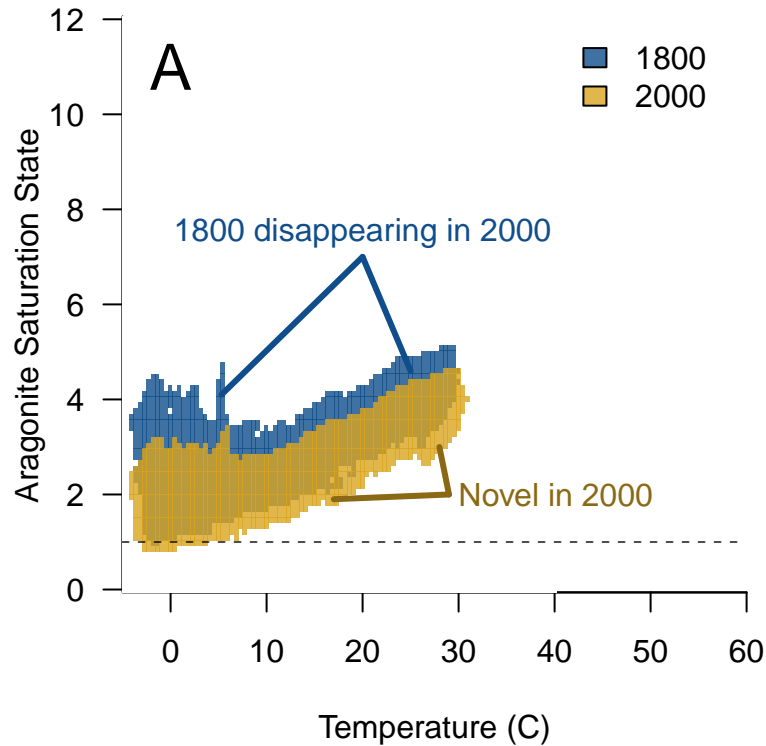 A
1800
2000
1800 disappearing in 2000
Novel in 2000
Aragonite Saturation State
12
10
8
6
4
2
0
0 10 20 30 40 50 60
Temperature (C)